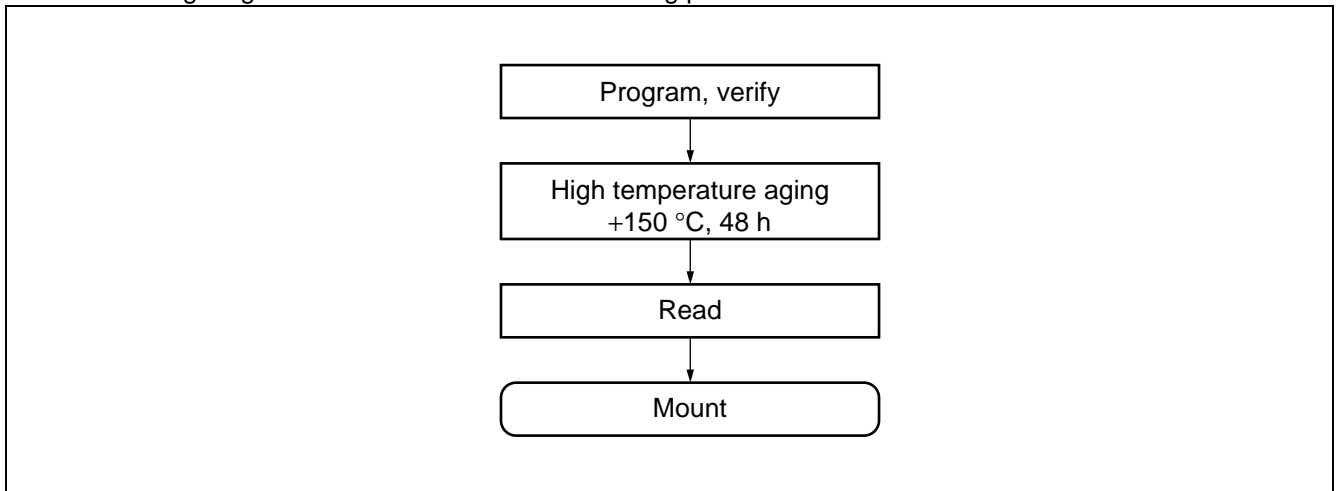 Program, verify
High temperature aging
+150 °C, 48 h
Read
Mount